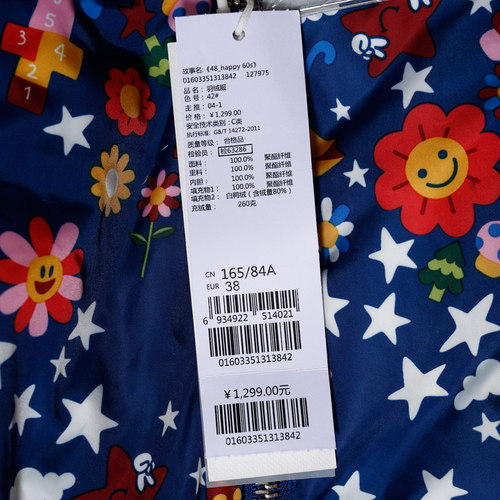 5
4
3
1 2
故事名:《48_happy 60s》
01603351313842 127975
品名: 羽绒服
色号: 42#
主推: 04-1
价格: ¥1,299.00
安全技术类别: C类
执行标准: GB/T 14272-2011
质量等级: 合格品
检验员: 检63286
面料: 100.0% 聚酯纤维
里料: 100.0% 聚酯纤维
内胆: 100.0% 聚酯纤维
填充物1: 100.0% 聚酯纤维
填充物2: 白鸭绒(含绒量80%)
充绒量: 260克
CN 165/84A
EUR 38
6 934922 514021
01603351313842
¥1,299.00元
01603351313842